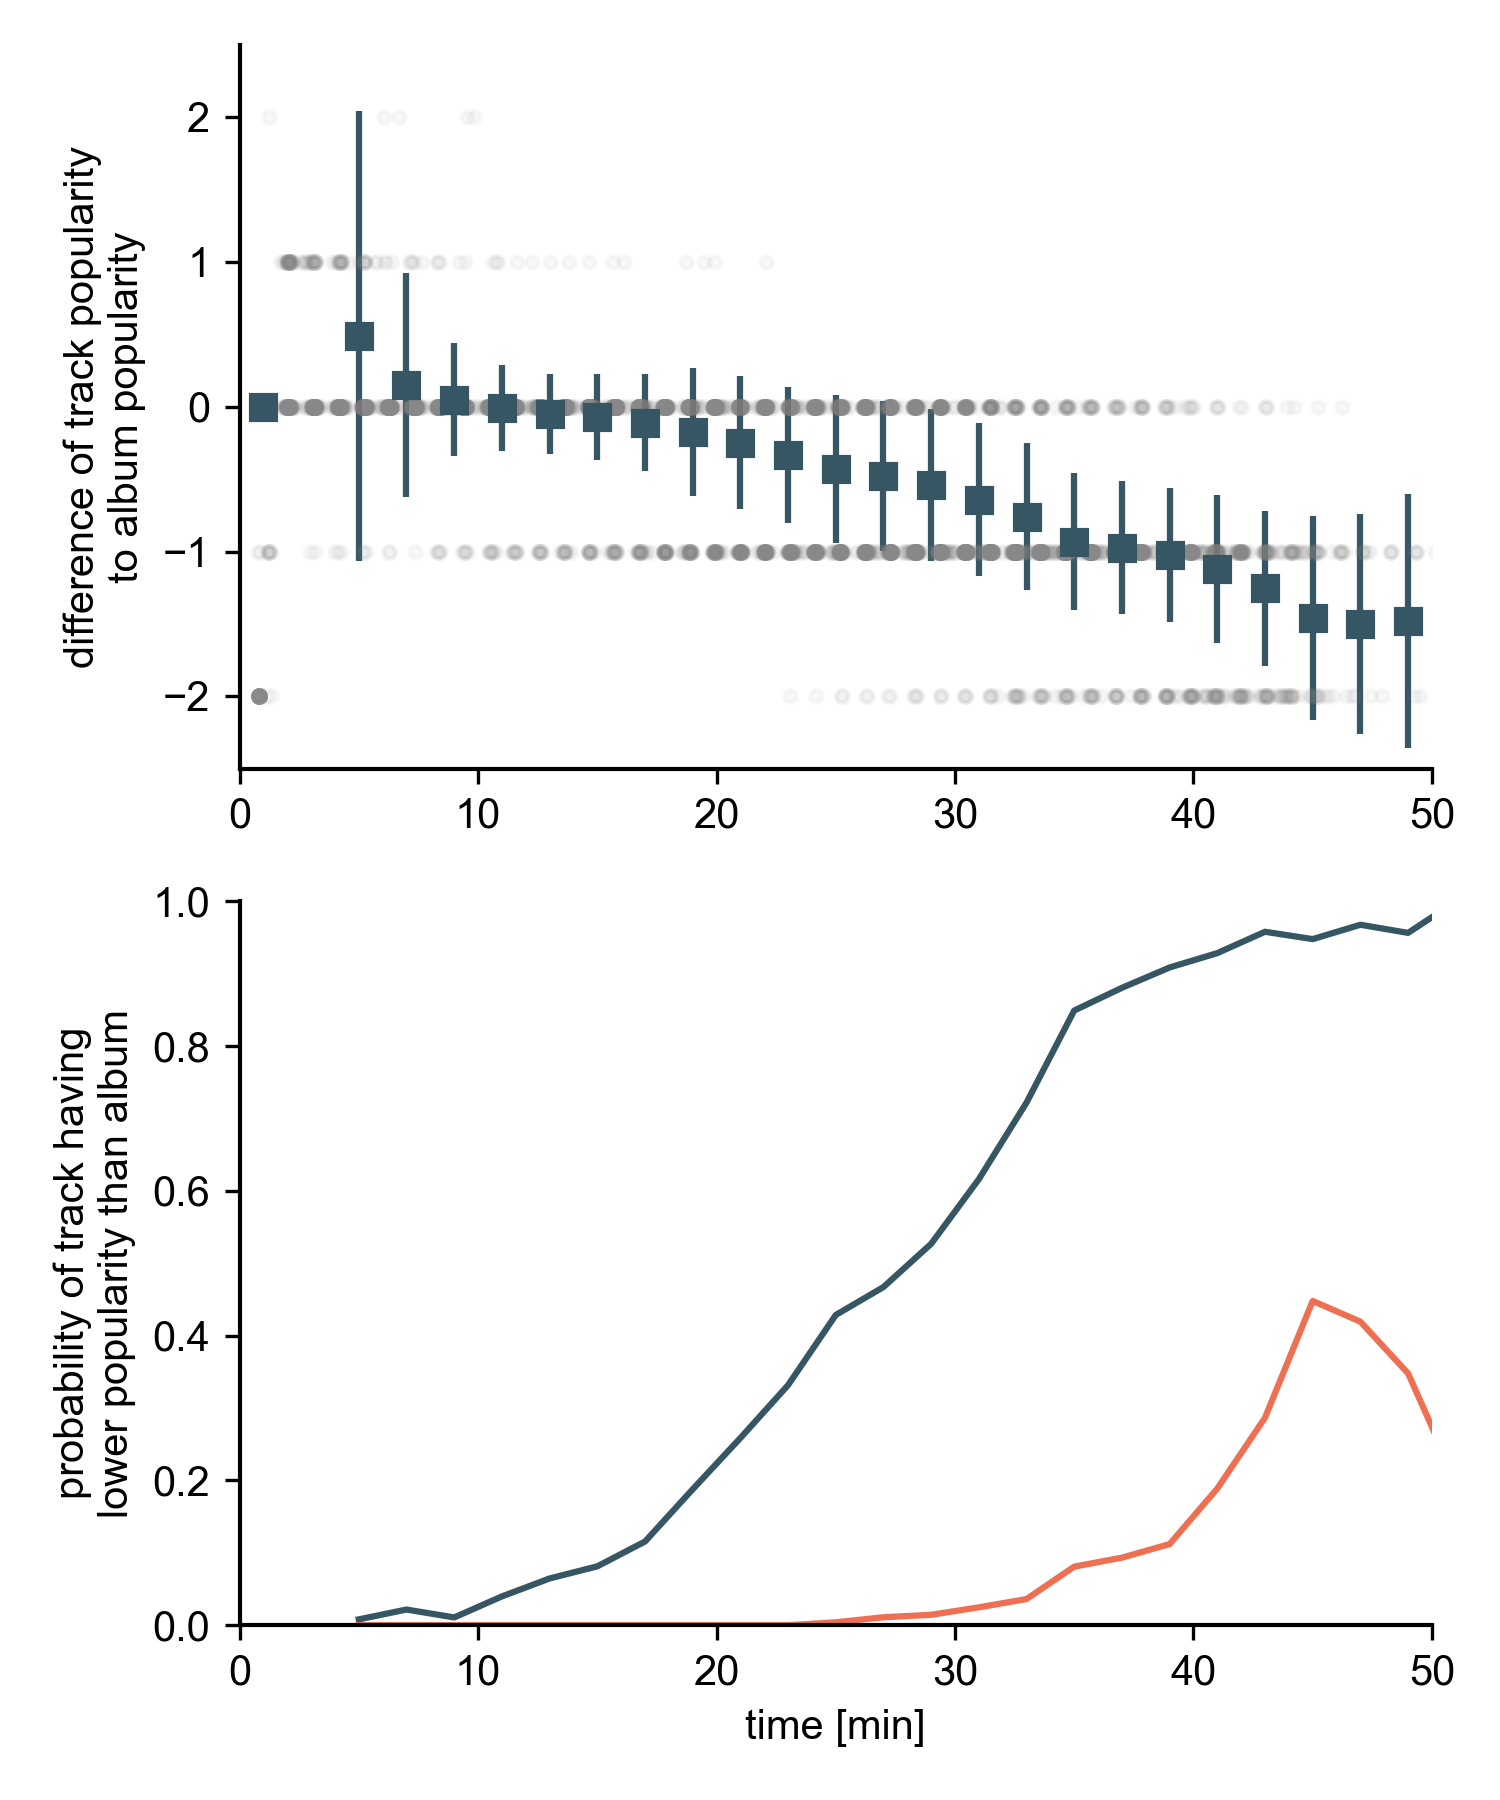 2
1
0
−1
−2
difference of track popularity
to album popularity
0 10 20 30 40 50
1.0
0.8
0.6
0.4
0.2
0.0
probability of track having
lower popularity than album
0 10 20 30 40 50
time [min]